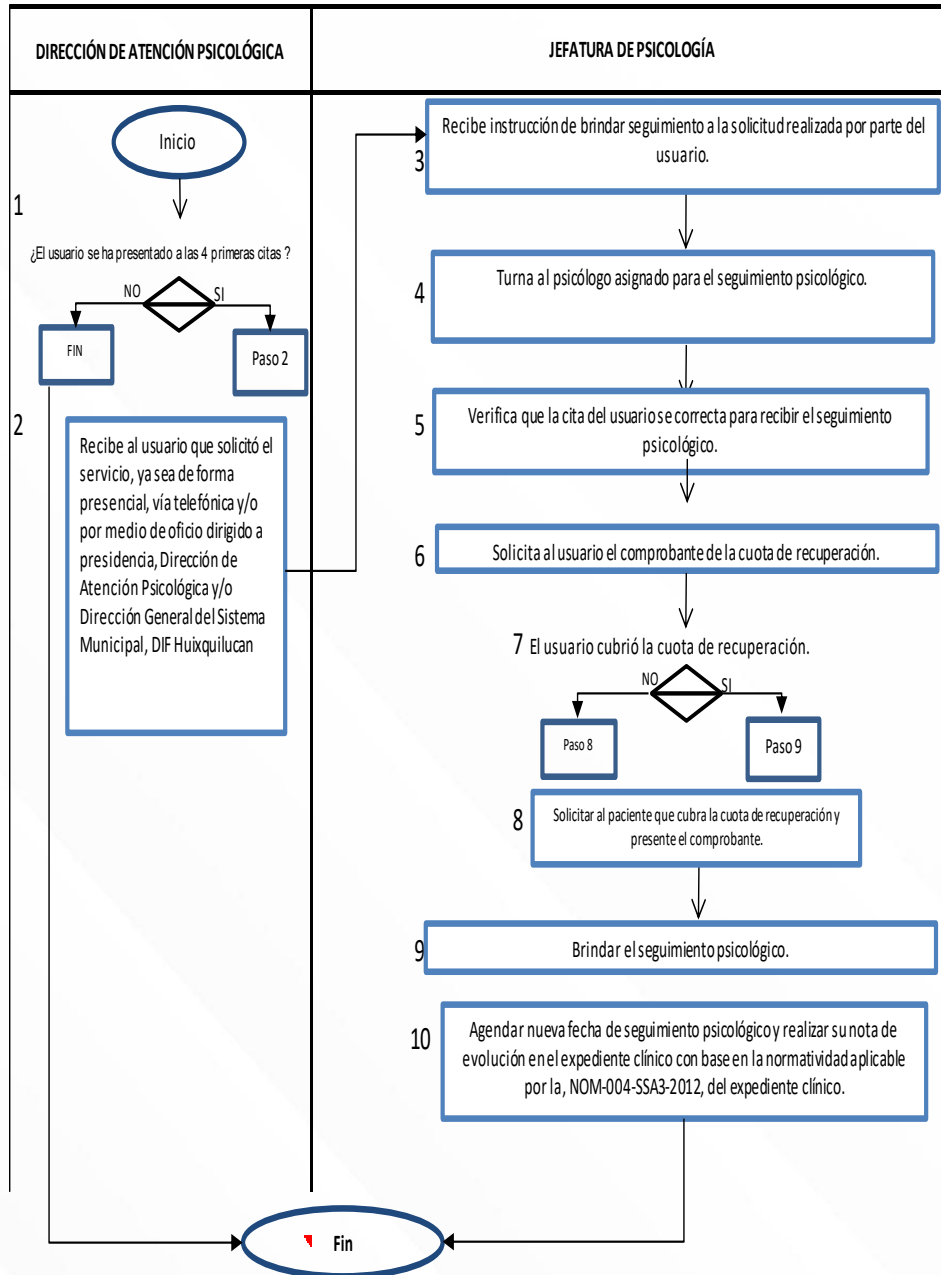 DIRECCIÓN DE ATENCIÓN PSICOLÓGICA
JEFATURA DE PSICOLOGÍA
Inicio
1
¿El usuario se ha presentado a las 4 primeras citas ?
NO
SI
FIN
Paso 2
2
Recibe al usuario que solicitó el
servicio, ya sea de forma
presencial, vía telefónica y/o
por medio de oficio dirigido a
presidencia, Dirección de
Atención Psicológica y/o
Dirección General del Sistema
Municipal, DIF Huixquilucan
3
Recibe instrucción de brindar seguimiento a la solicitud realizada por parte del
usuario.
4
Turna al psicólogo asignado para el seguimiento psicológico.
5
Verifica que la cita del usuario se correcta para recibir el seguimiento
psicológico.
6
Solicita al usuario el comprobante de la cuota de recuperación.
7 El usuario cubrió la cuota de recuperación.
NO
SI
Paso 8
Paso 9
8
Solicitar al paciente que cubra la cuota de recuperación y
presente el comprobante.
9
Brindar el seguimiento psicológico.
10
Agendar nueva fecha de seguimiento psicológico y realizar su nota de
evolución en el expediente clínico con base en la normatividad aplicable
por la, NOM-004-SSA3-2012, del expediente clínico.
Fin